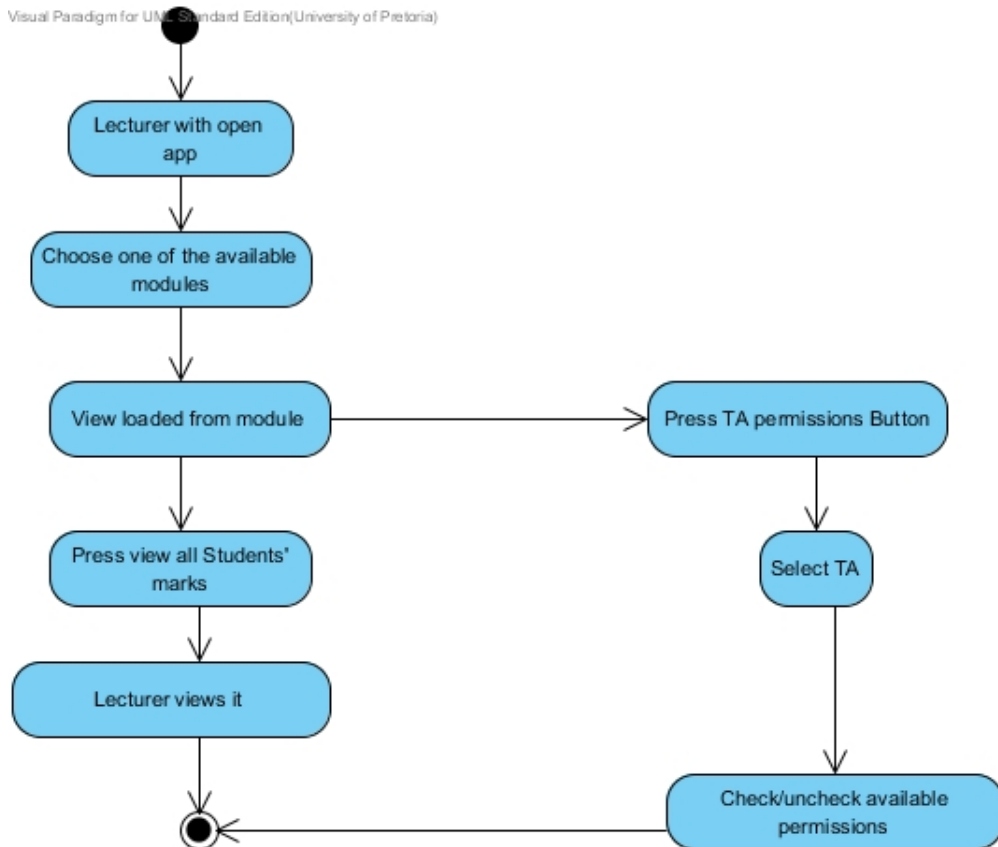 Visual Paradigm for UML Standard Edition(University of Pretoria)
Lecturer with open
app
Choose one of the available
modules
View loaded from module
Press TA permissions Button
Press view all Students'
marks
Select TA
Lecturer views it
Check/uncheck available
permissions